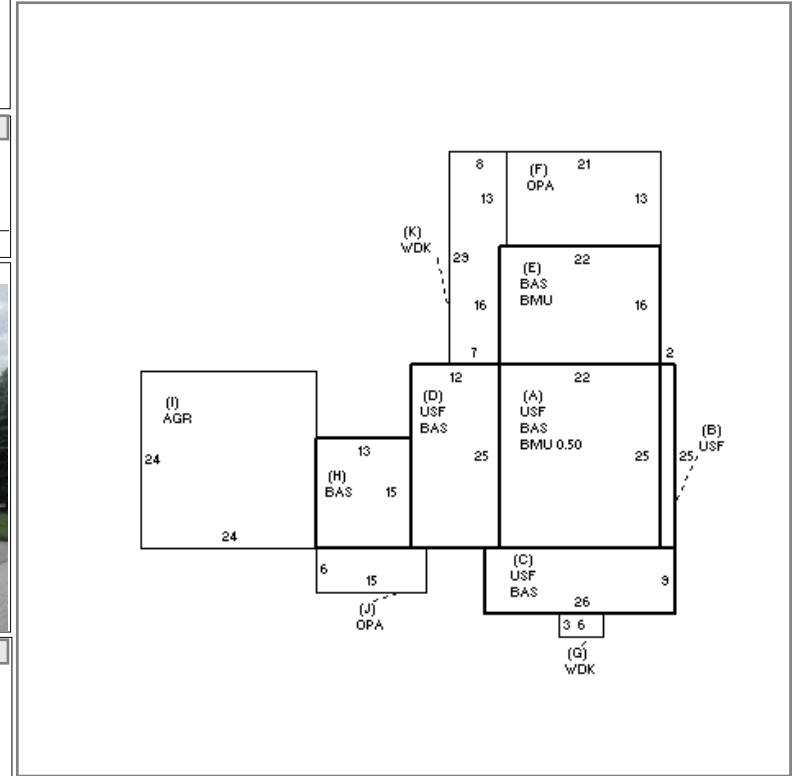 8
(F)
OPA
21
13
13
(K)
WDK
29
(E)
BAS
BMU
22
16
16
7
2
12
(D)
USF
BAS
22
(A)
USF
BAS
BMU 0.50
(I)
AGR
(B)
USF
24
13
25
25
25
(H)
BAS
15
24
6
15
(C)
USF
BAS
9
26
(J)
OPA
3 6
(G)
WDK